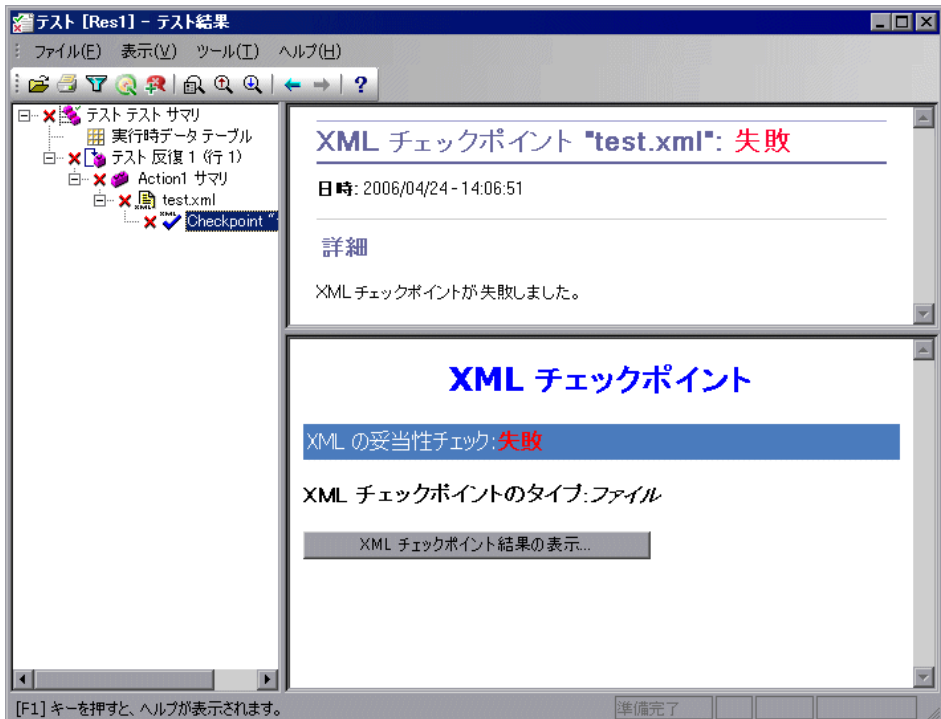 テスト [Res1] - テスト結果
ファイル(F) 表示(V) ツール(T) ヘルプ(H)
テスト テスト サマリ
実行時データ テーブル
テスト 反復 1 (行 1)
Action1 サマリ
test.xml
Checkpoint "
XML チェックポイント "test.xml": 失敗
日時: 2006/04/24 - 14:06:51
詳細
XML チェックポイントが失敗しました。
XML チェックポイント
XML の妥当性チェック:失敗
XML チェックポイントのタイプ:ファイル
XML チェックポイント結果の表示...
[F1] キーを押すと、ヘルプが表示されます。
準備完了